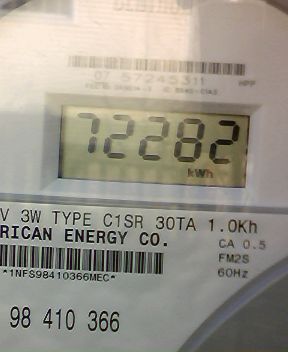 07 57245311
HPP
72282
kWh
V 3W TYPE C1SR 30TA 1.0Kh
RICAN ENERGY CO.
CA 0.5
FM2S
*1NFS98410366MEC*
60Hz
98 410 366